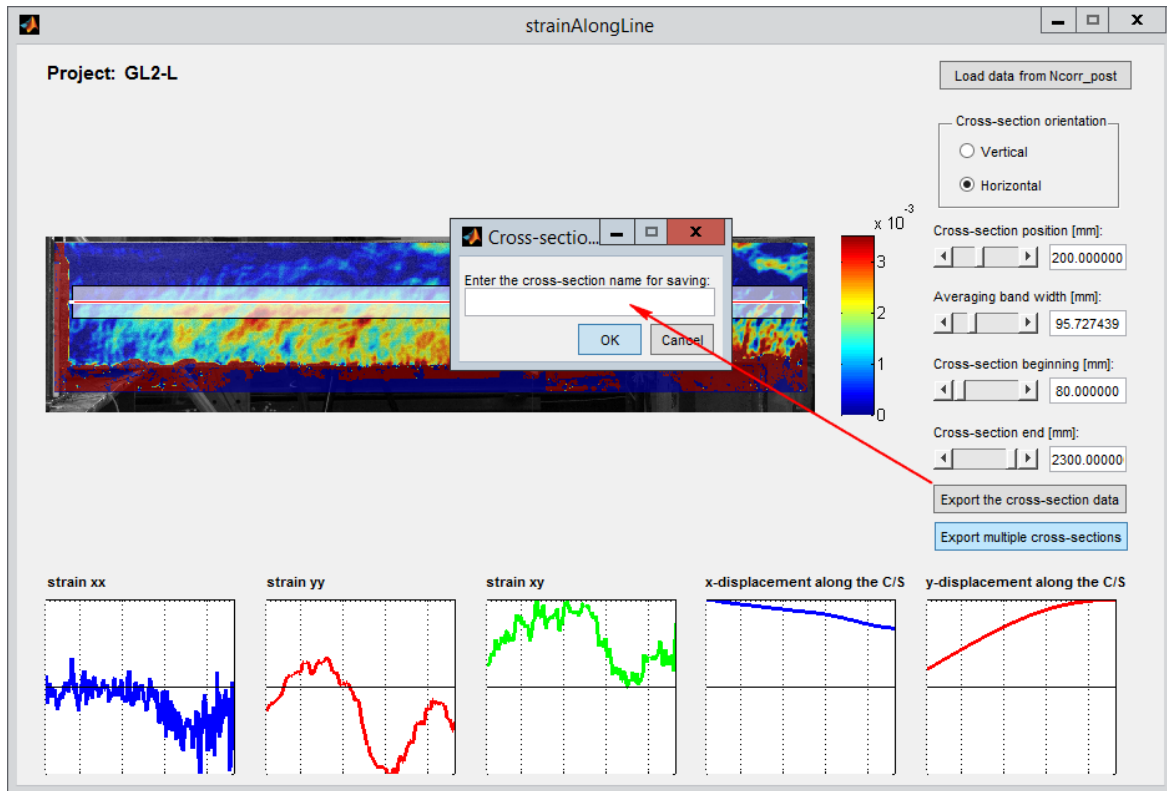 strainAlongLine
Project: GL2-L
Load data from Ncorr_post
Cross-section orientation
Vertical
Horizontal
x 10-3
3
2
1
0
Cross-sectio...
Enter the cross-section name for saving:
OK
Cancel
Cross-section position [mm]:
200.000000
Averaging band width [mm]:
95.727439
Cross-section beginning [mm]:
80.000000
Cross-section end [mm]:
2300.00000
Export the cross-section data
Export multiple cross-sections
strain xx
strain yy
strain xy
x-displacement along the C/S
y-displacement along the C/S